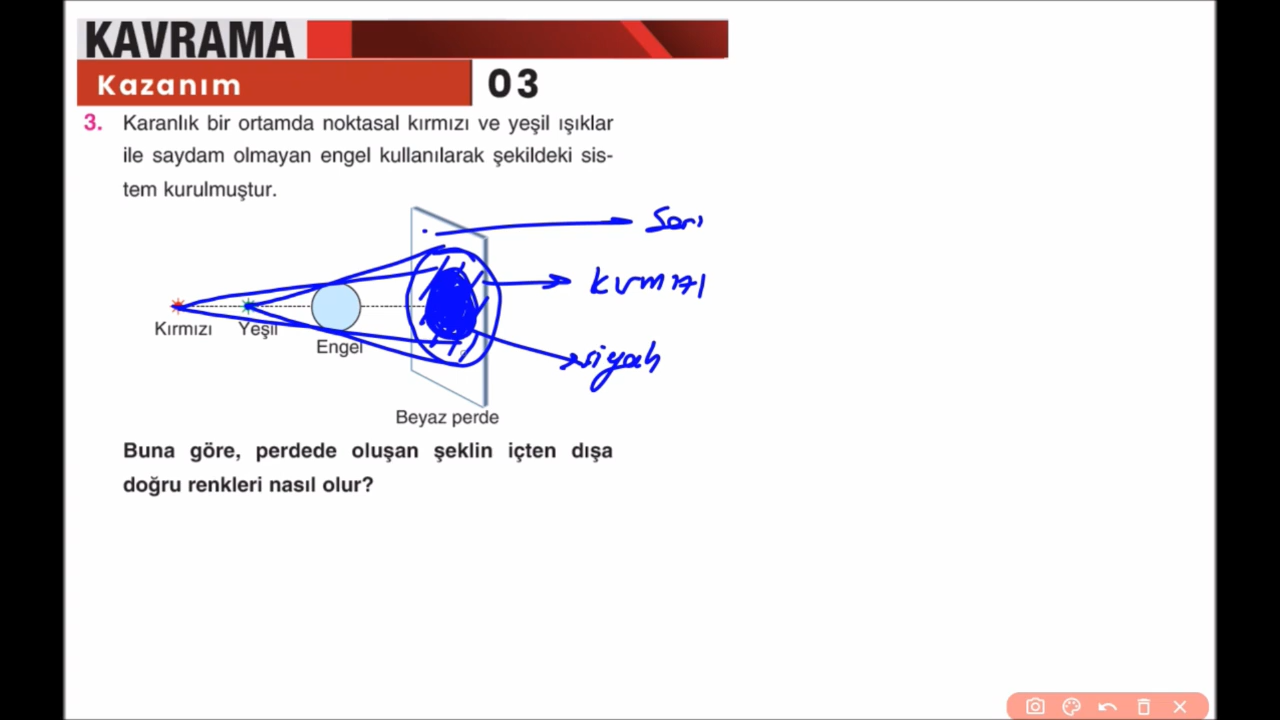 KAVRAMA
Kazanım 03
3. Karanlık bir ortamda noktasal kırmızı ve yeşil ışıklar
ile saydam olmayan engel kullanılarak şekildeki sis-
tem kurulmuştur.
Sarı
Kırmızı
siyah
Kırmızı Yeşil
Engel
Beyaz perde
Buna göre, perdede oluşan şeklin içten dışa
doğru renkleri nasıl olur?